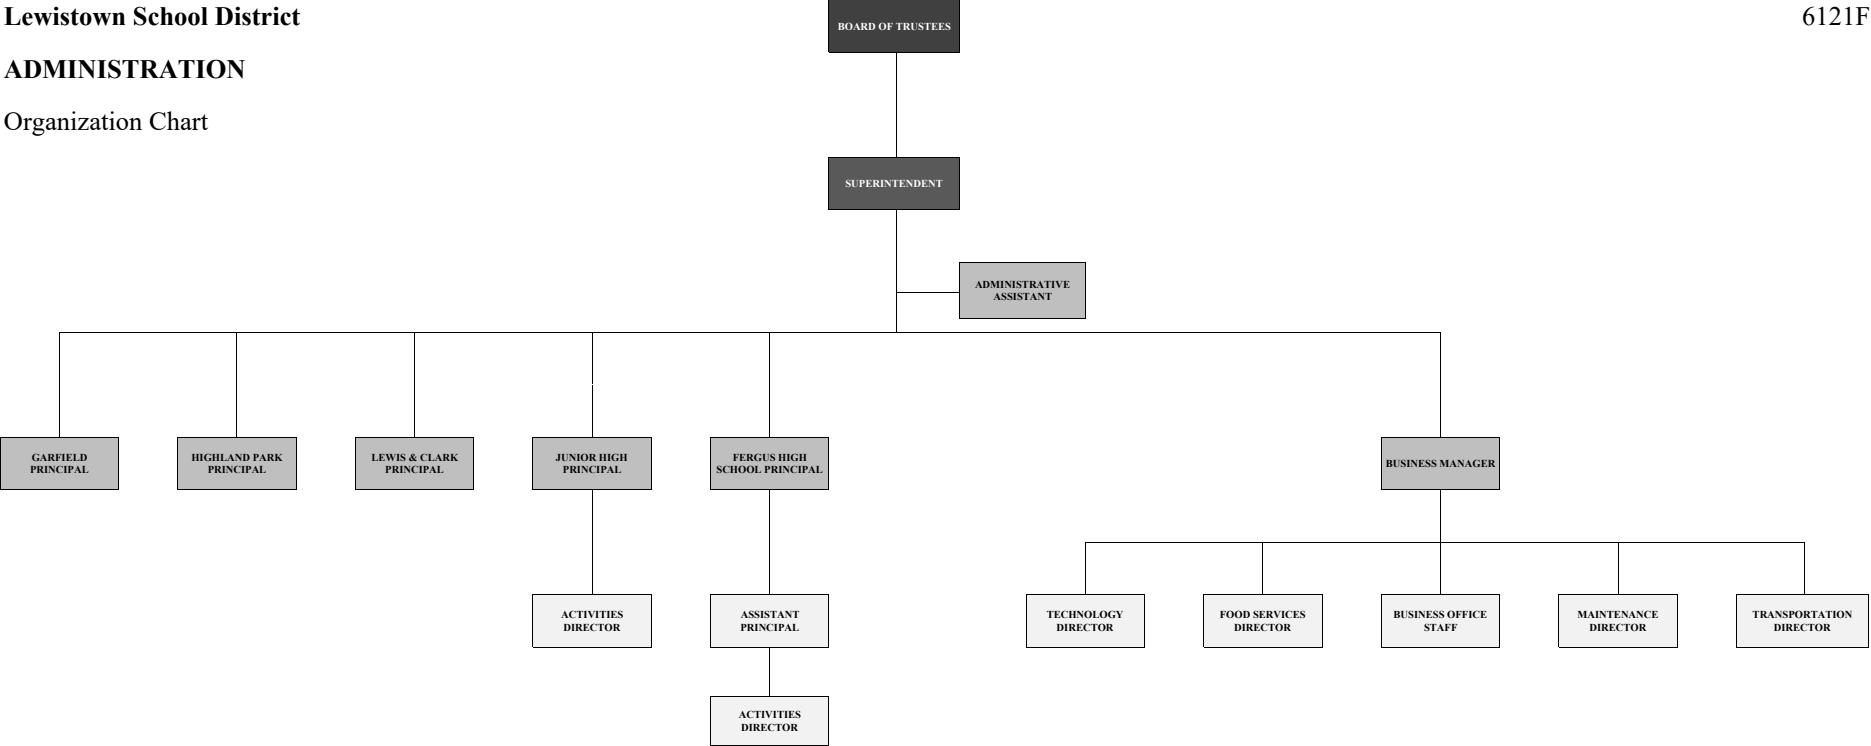 Lewistown School District
6121F
ADMINISTRATION
Organization Chart
BOARD OF TRUSTEES
SUPERINTENDENT
ADMINISTRATIVE
ASSISTANT
GARFIELD
PRINCIPAL
HIGHLAND PARK
PRINCIPAL
LEWIS & CLARK
PRINCIPAL
JUNIOR HIGH
PRINCIPAL
FERGUS HIGH
SCHOOL PRINCIPAL
BUSINESS MANAGER
ACTIVITIES
DIRECTOR
ASSISTANT
PRINCIPAL
TECHNOLOGY
DIRECTOR
FOOD SERVICES
DIRECTOR
BUSINESS OFFICE
STAFF
MAINTENANCE
DIRECTOR
TRANSPORTATION
DIRECTOR
ACTIVITIES
DIRECTOR